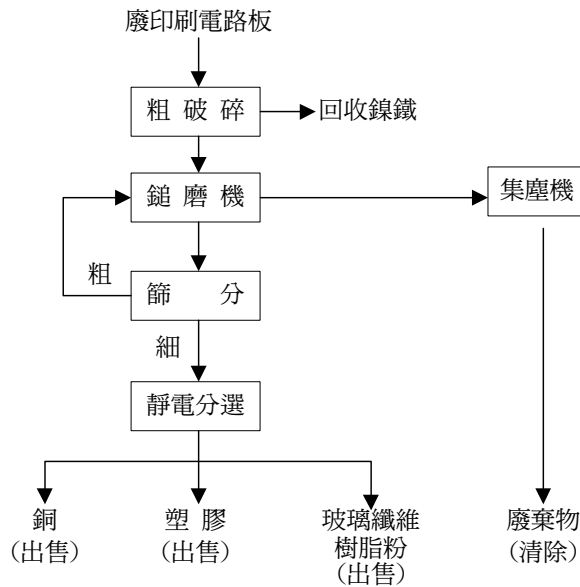 廢印刷電路板
粗破碎
回收鎳鐵
鎚磨機
集塵機
粗
篩分
細
靜電分選
銅
(出售)
塑膠
(出售)
玻璃纖維
樹脂粉
(出售)
廢棄物
(清除)